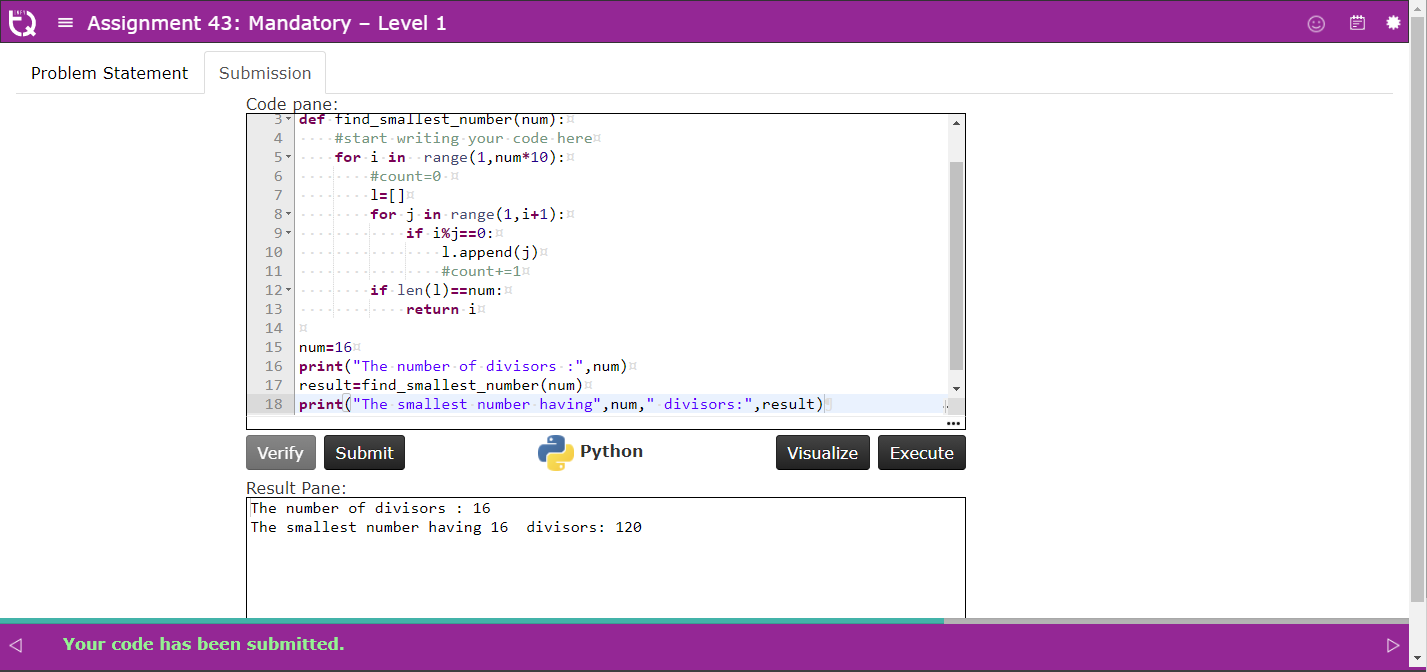 INFY
TQ
Assignment 43: Mandatory – Level 1
Problem Statement
Submission
Code pane:
3 def find_smallest_number(num):
4 #start writing your code here
5 for i in  range(1,num*10):
6 #count=0
7 l=[]
8 for j in range(1,i+1):
9 if i%j==0:
10 l.append(j)
11 #count+=1
12 if len(l)==num:
13 return i
14
15 num=16
16 print("The number of divisors :",num)
17 result=find_smallest_number(num)
18 print("The smallest number having",num," divisors:",result)
Verify
Submit
Python
Visualize
Execute
Result Pane:
The number of divisors : 16
The smallest number having 16  divisors: 120
Your code has been submitted.